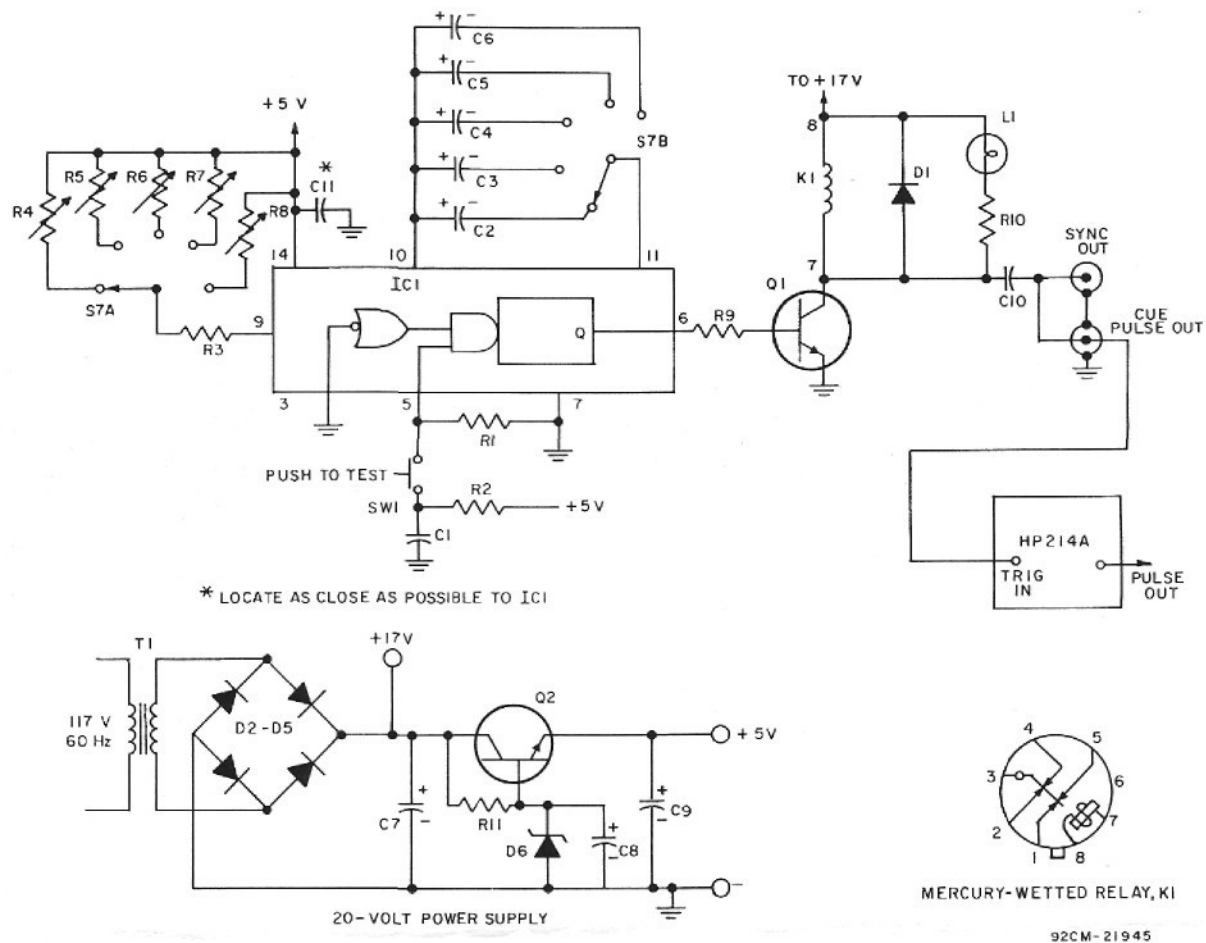 + -
C6
+ -
C5
+ -
C4
+ -
C3
+ -
C2
S7B
+5 V
*
C11
R4
R5
R6
R7
R8
S7A
R3
14
10
11
9
IC1
Q
6
3
5
7
R9
Q1
TO +17V
8
K1
D1
L1
R10
7
C10
SYNC
OUT
CUE
PULSE OUT
R1
PUSH TO TEST
SW1
R2
+5V
C1
HP214A
TRIG
IN
PULSE
OUT
* LOCATE AS CLOSE AS POSSIBLE TO IC1
T1
117 V
60 Hz
D2-D5
+17V
Q2
+ 5V
+
C7
-
R11
D6
+
C8
-
+
C9
-
-
20-VOLT POWER SUPPLY
4
5
3
6
2
7
1
8
MERCURY-WETTED RELAY, K1
92CM-21945